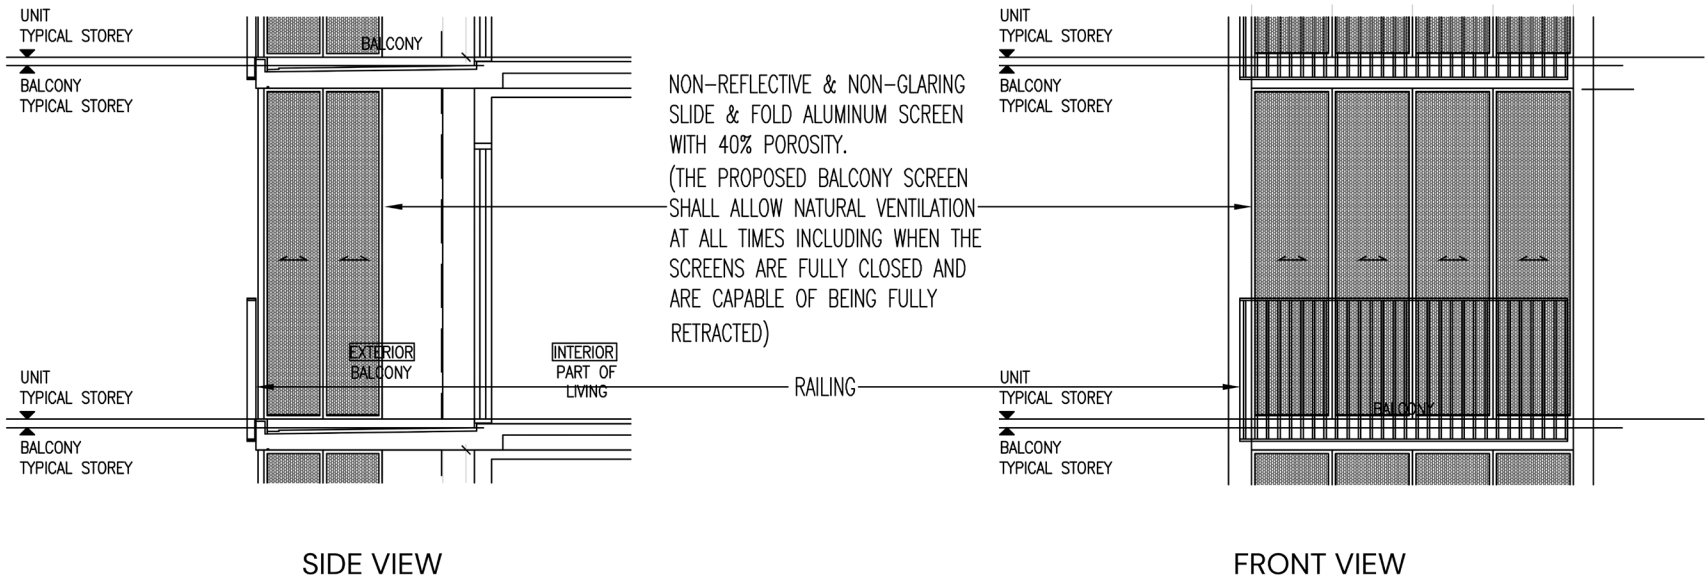 UNIT
TYPICAL STOREY
BALCONY
TYPICAL STOREY
BALCONY
NON-REFLECTIVE & NON-GLARING
SLIDE & FOLD ALUMINUM SCREEN
WITH 40% POROSITY.
(THE PROPOSED BALCONY SCREEN
SHALL ALLOW NATURAL VENTILATION
AT ALL TIMES INCLUDING WHEN THE
SCREENS ARE FULLY CLOSED AND
ARE CAPABLE OF BEING FULLY
RETRACTED)
UNIT
TYPICAL STOREY
BALCONY
TYPICAL STOREY
EXTERIOR
BALCONY
INTERIOR
PART OF
LIVING
RAILING
UNIT
TYPICAL STOREY
BALCONY
TYPICAL STOREY
UNIT
TYPICAL STOREY
BALCONY
BALCONY
TYPICAL STOREY
SIDE VIEW
FRONT VIEW